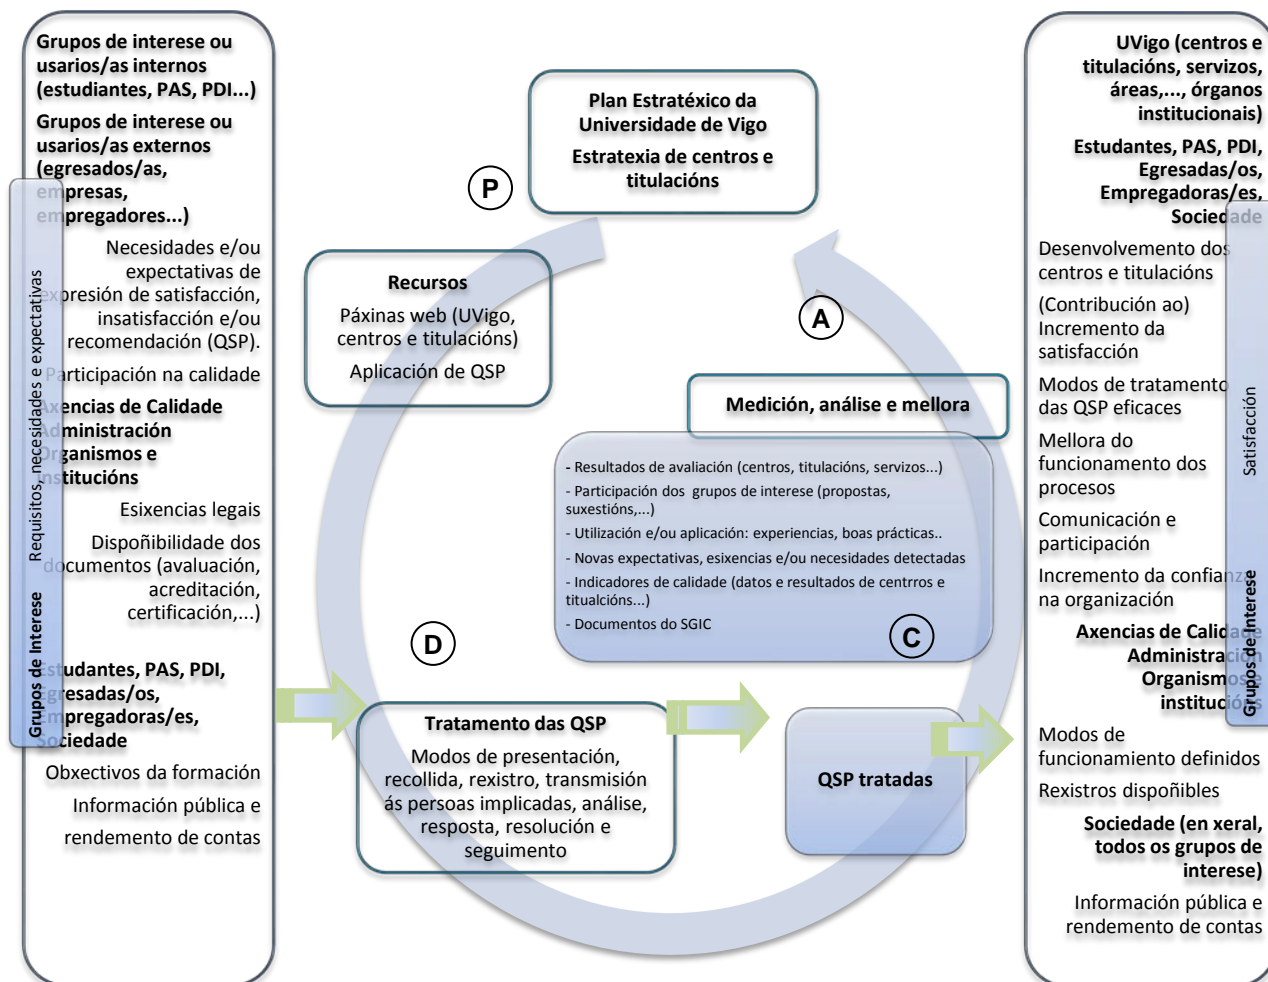 Grupos de interese ou
usarios/as internos
(estudiantes, PAS, PDI...)
Grupos de interese ou
usarios/as externos
(egresados/as,
empresas,
empregadores...)
Necesidades e/ou
expectativas de
expresión de satisfacción,
insatisfacción e/ou
recomendación (QSP).
Participación na calidade
Axencias de Calidade
Administración
Organismos e
institucións
Esixencias legais
Dispoñibilidade dos
documentos (avaluación,
acreditación,
certificación,...)
Estudantes, PAS, PDI,
Egresadas/os,
Empregadoras/es,
Sociedade
Obxectivos da formación
Información pública e
rendemento de contas
Grupos de Interese Requisitos, necesidades e expectativas
Plan Estratéxico da
Universidade de Vigo
Estratexia de centros e
titulacións
P
Recursos
Páxinas web (UVigo,
centros e titulacións)
Aplicación de QSP
A
Medición, análise e mellora
- Resultados de avaliación (centros, titulacións, servizos...)
- Participación dos grupos de interese (propostas,
suxestións,...)
- Utilización e/ou aplicación: experiencias, boas prácticas..
- Novas expectativas, esixencias e/ou necesidades detectadas
- Indicadores de calidade (datos e resultados de centrros e
titualcións...)
- Documentos do SGIC
C
D
Tratamento das QSP
Modos de presentación,
recollida, rexistro, transmisión
ás persoas implicadas, análise,
resposta, resolución e
seguimento
QSP tratadas
UVigo (centros e
titulacións, servizos,
áreas,..., órganos
institucionais)
Estudantes, PAS, PDI,
Egresadas/os,
Empregadoras/es,
Sociedade
Desenvolvemento dos
centros e titulacións
(Contribución ao)
Incremento da
satisfacción
Modos de tratamento
das QSP eficaces
Mellora do
funcionamento dos
procesos
Comunicación e
participación
Incremento da confianza
na organización
Axencias de Calidade
Administración
Organismos e
institucións
Modos de
funcionamiento definidos
Rexistros dispoñibles
Sociedade (en xeral,
todos os grupos de
interese)
Información pública e
rendemento de contas
Grupos de Interese Satisfacción